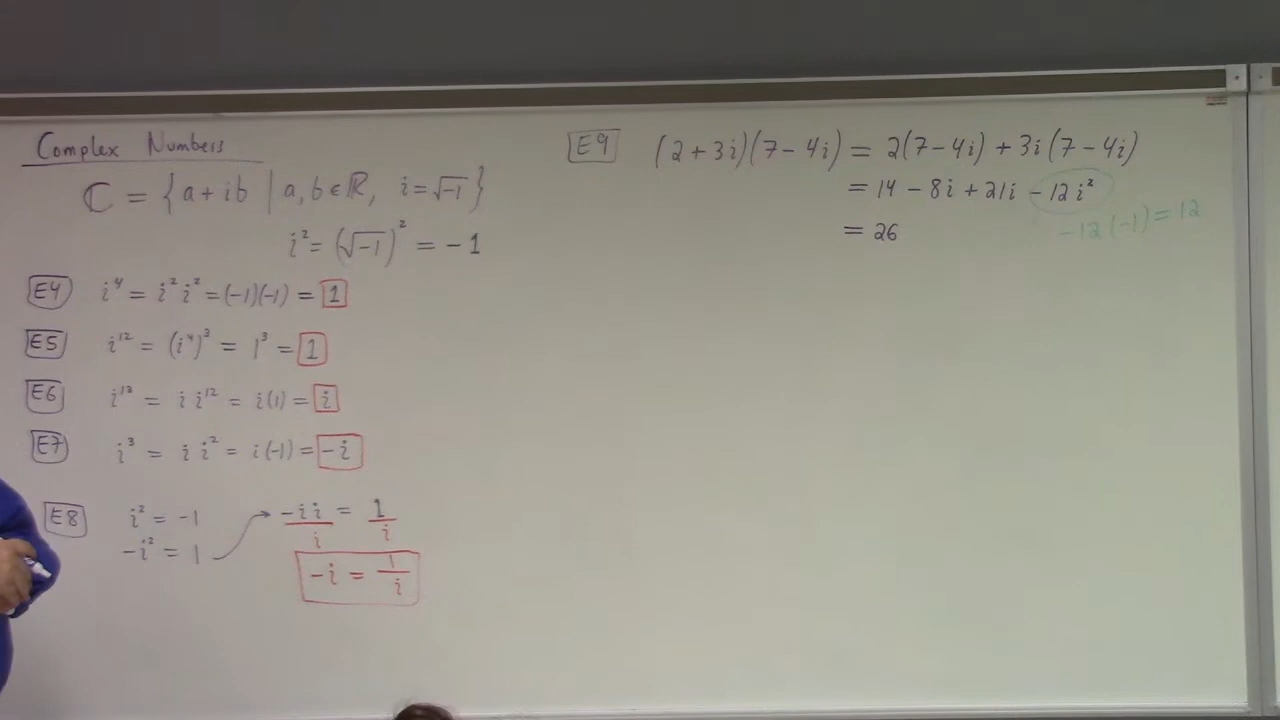 Complex Numbers
ℂ = {a + ib | a, b ∈ ℝ, i = √-1}
i² = (√-1)² = -1
E4 i⁴ = i² i² = (-1)(-1) = 1
E5 i¹² = (i⁴)³ = 1³ = 1
E6 i¹³ = i i¹² = i(1) = i
E7 i³ = i i² = i(-1) = -i
E8 i² = -1
-i² = 1 → -i i / i = 1 / i
-i = 1 / i
E9 (2 + 3i)(7 - 4i) = 2(7 - 4i) + 3i(7 - 4i)
= 14 - 8i + 21i - 12i²
= 26
-12(-1) = 12